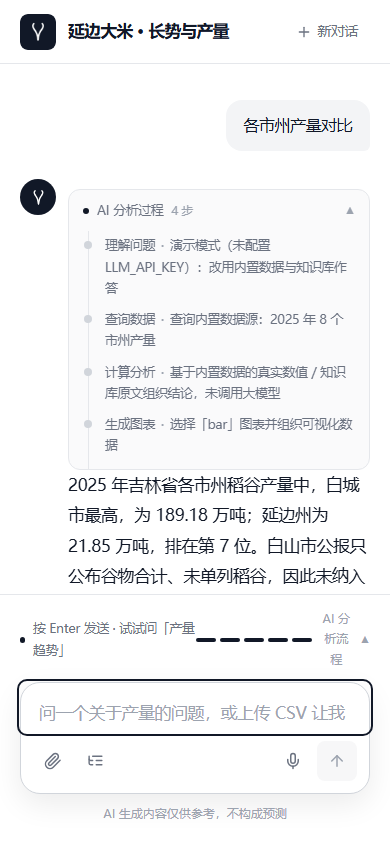 延边大米 · 长势与产量
+ 新对话
各市州产量对比
AI 分析过程 4 步 ▲
理解问题 · 演示模式（未配置
LLM_API_KEY）：改用内置数据与知识库作
答
查询数据 · 查询内置数据源：2025 年 8 个
市州产量
计算分析 · 基于内置数据的真实数值 / 知识
库原文组织结论，未调用大模型
生成图表 · 选择「bar」图表并组织可视化数
据
2025 年吉林省各市州稻谷产量中，白城
市最高，为 189.18 万吨；延边州为
21.85 万吨，排在第 7 位。白山市公报只
公布谷物合计、未单列稻谷，因此未纳入
按 Enter 发送 · 试试问「产量
趋势」
AI 分
析流
程
▲
问一个关于产量的问题，或上传 CSV 让我
AI 生成内容仅供参考，不构成预测